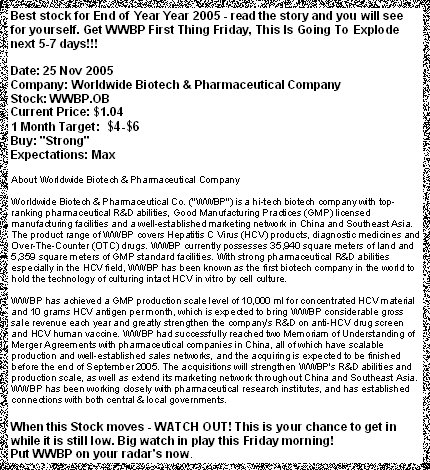 Best stock for End of Year Year 2005 - read the story and you will see
for yourself. Get WWBP First Thing Friday, This Is Going To Explode
next 5-7 days!!!
Date: 25 Nov 2005
Company: Worldwide Biotech & Pharmaceutical Company
Stock: WWBP.OB
Current Price: $1.04
1 Month Target: $4-$6
Buy: "Strong"
Expectations: Max
About Worldwide Biotech & Pharmaceutical Company
Worldwide Biotech & Pharmaceutical Co. ("WWBP") is a hi-tech biotech company with top-
ranking pharmaceutical R&D abilities, Good Manufacturing Practices (GMP) licensed
manufacturing facilities and a well-established marketing network in China and Southeast Asia.
The product range of WWBP covers Hepatitis C Virus (HCV) products, diagnostic medicines and
Over-The-Counter (OTC) drugs. WWBP currently possesses 35,940 square meters of land and
5,359 square meters of GMP standard facilities. With strong pharmaceutical R&D abilities
especially in the HCV field, WWBP has been known as the first biotech company in the world to
hold the technology of culturing intact HCV in vitro by cell culture.
WWBP has achieved a GMP production scale level of 10,000 ml for concentrated HCV material
and 10 grams HCV antigen per month, which is expected to bring WWBP considerable gross
sale revenue each year and greatly strengthen the company's R&D on anti-HCV drug screen
and HCV human vaccine. WWBP had successfully reached two Memoriam of Understanding of
Merger Agreements with pharmaceutical companies in China, all of which have scalable
production and well-established sales networks, and the acquiring is expected to be finished
before the end of September 2005. The acquisitions will strengthen WWBP's R&D abilities and
production scale, as well as extend its marketing network throughout China and Southeast Asia.
WWBP has been working closely with pharmaceutical research institutes, and has established
connections with both central & local governments.
When this Stock moves - WATCH OUT! This is your chance to get in
while it is still low. Big watch in play this Friday morning!
Put WWBP on your radar's now.